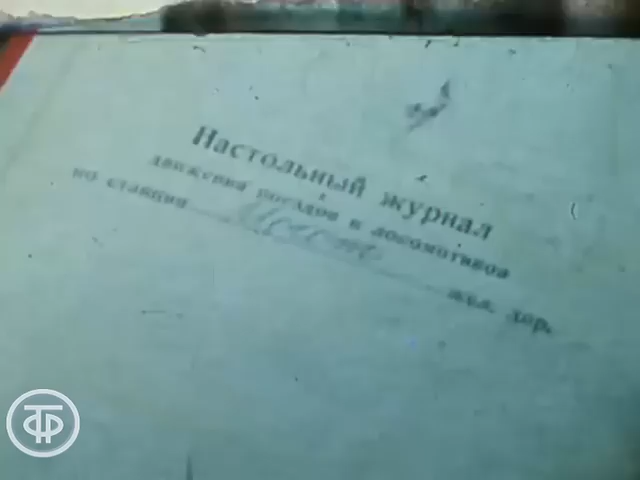 Настольный журнал
движения поездов и локомотивов
по станции
жел. дор.